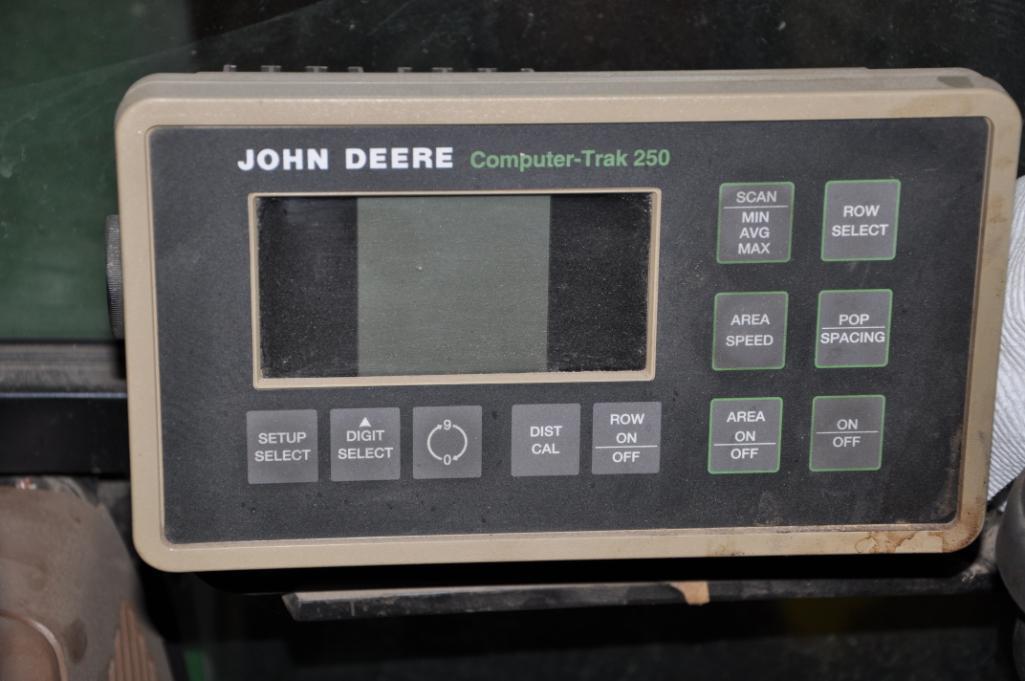 JOHN DEERE Computer-Trak 250
SCAN
MIN
AVG
MAX
ROW
SELECT
AREA
SPEED
POP
SPACING
SETUP
SELECT
▲
DIGIT
SELECT
9
0
DIST
CAL
ROW
ON
OFF
AREA
ON
OFF
ON
OFF